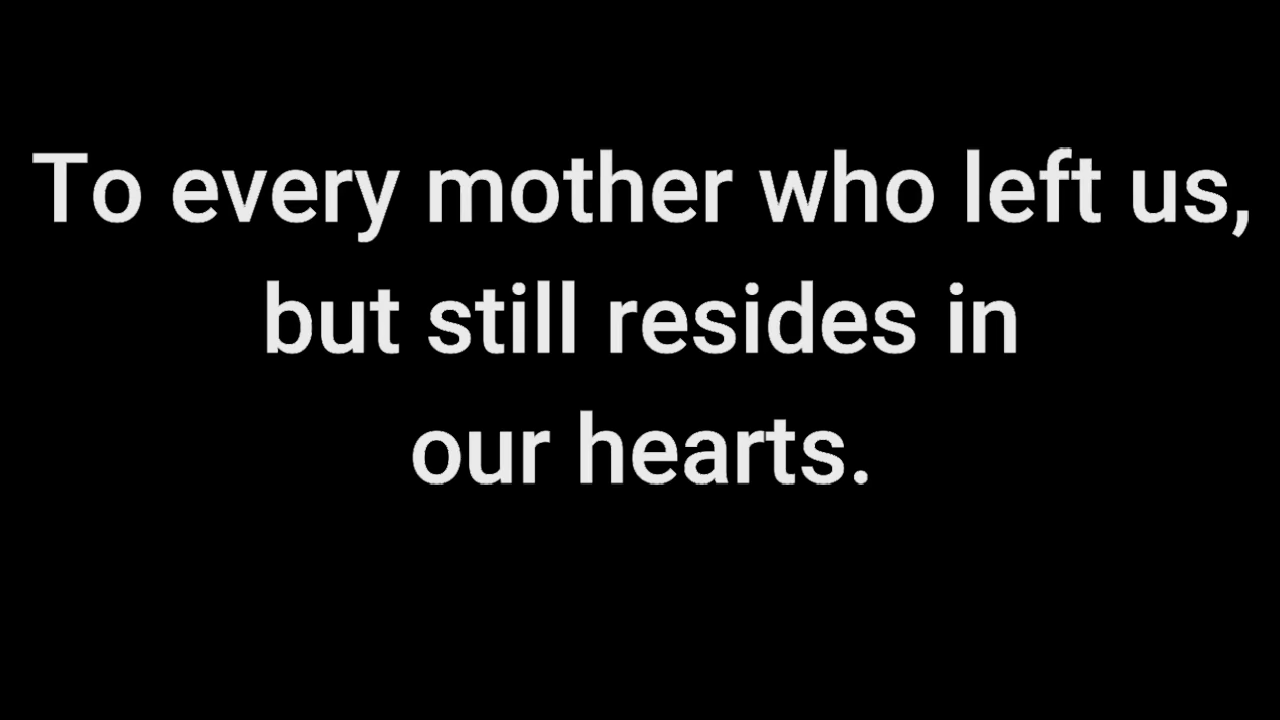 To every mother who left us,
but still resides in
our hearts.